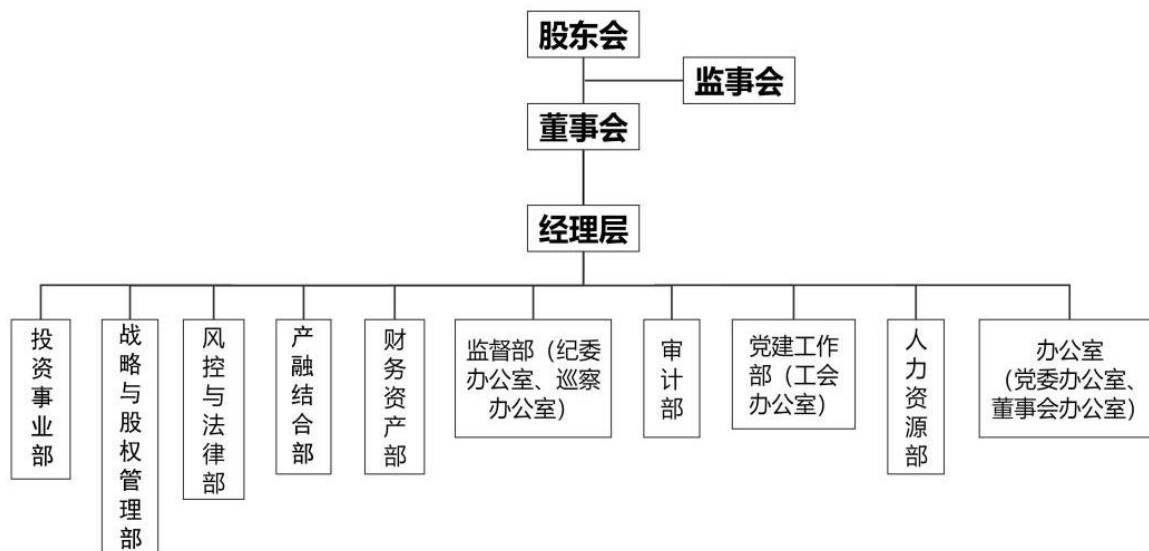 股东会
监事会
董事会
经理层
投资事业部
战略与股权管理部
风控与法律部
产融结合部
财务资产部
监督部（纪委
办公室、巡察
办公室）
审计部
党建工作
部（工会
办公室）
人力资源部
办公室
（党委办公室、
董事会办公室）